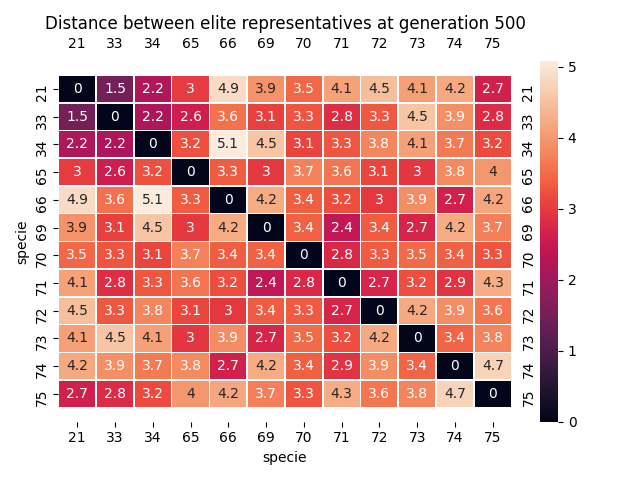 Distance between elite representatives at generation 500
21 33 34 65 66 69 70 71 72 73 74 75
21 0 1.5 2.2 3 4.9 3.9 3.5 4.1 4.5 4.1 4.2 2.7 21
33 1.5 0 2.2 2.6 3.6 3.1 3.3 2.8 3.3 4.5 3.9 2.8 33
34 2.2 2.2 0 3.2 5.1 4.5 3.1 3.3 3.8 4.1 3.7 3.2 34
65 3 2.6 3.2 0 3.3 3 3.7 3.6 3.1 3 3.8 4 65
66 4.9 3.6 5.1 3.3 0 4.2 3.4 3.2 3 3.9 2.7 4.2 66
69 3.9 3.1 4.5 3 4.2 0 3.4 2.4 3.4 2.7 4.2 3.7 69
70 3.5 3.3 3.1 3.7 3.4 3.4 0 2.8 3.3 3.5 3.4 3.3 70
71 4.1 2.8 3.3 3.6 3.2 2.4 2.8 0 2.7 3.2 2.9 4.3 71
72 4.5 3.3 3.8 3.1 3 3.4 3.3 2.7 0 4.2 3.9 3.6 72
73 4.1 4.5 4.1 3 3.9 2.7 3.5 3.2 4.2 0 3.4 3.8 73
74 4.2 3.9 3.7 3.8 2.7 4.2 3.4 2.9 3.9 3.4 0 4.7 74
75 2.7 2.8 3.2 4 4.2 3.7 3.3 4.3 3.6 3.8 4.7 0 75
21 33 34 65 66 69 70 71 72 73 74 75
specie
specie
5
4
3
2
1
0